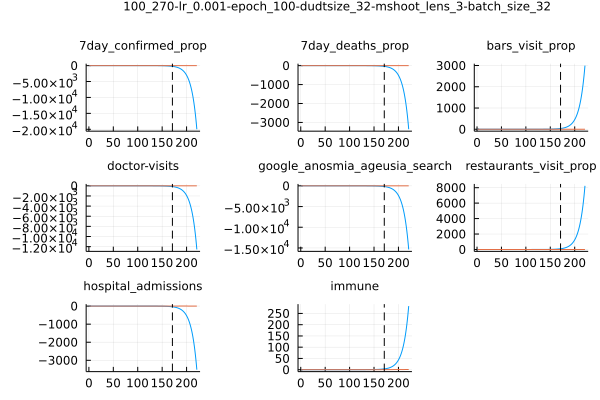 100_270-lr_0.001-epoch_100-dudtsize_32-mshoot_lens_3-batch_size_32
7day_confirmed_prop
7day_deaths_prop
bars_visit_prop
0
−5.00×10³
−1.00×10⁴
−1.50×10⁴
−2.00×10⁴
0 50 100 150 200
0
−1000
−2000
−3000
0 50 100 150 200
3000
2000
1000
0
0 50 100 150 200
doctor-visits
google_anosmia_ageusia_search
restaurants_visit_prop
0
−2.00×10³
−4.00×10³
−6.00×10³
−8.00×10³
−1.00×10⁴
−1.20×10⁴
0 50 100 150 200
0
−5.00×10³
−1.00×10⁴
−1.50×10⁴
0 50 100 150 200
8000
6000
4000
2000
0
0 50 100 150 200
hospital_admissions
immune
0
−1000
−2000
−3000
0 50 100 150 200
250
200
150
100
50
0
0 50 100 150 200